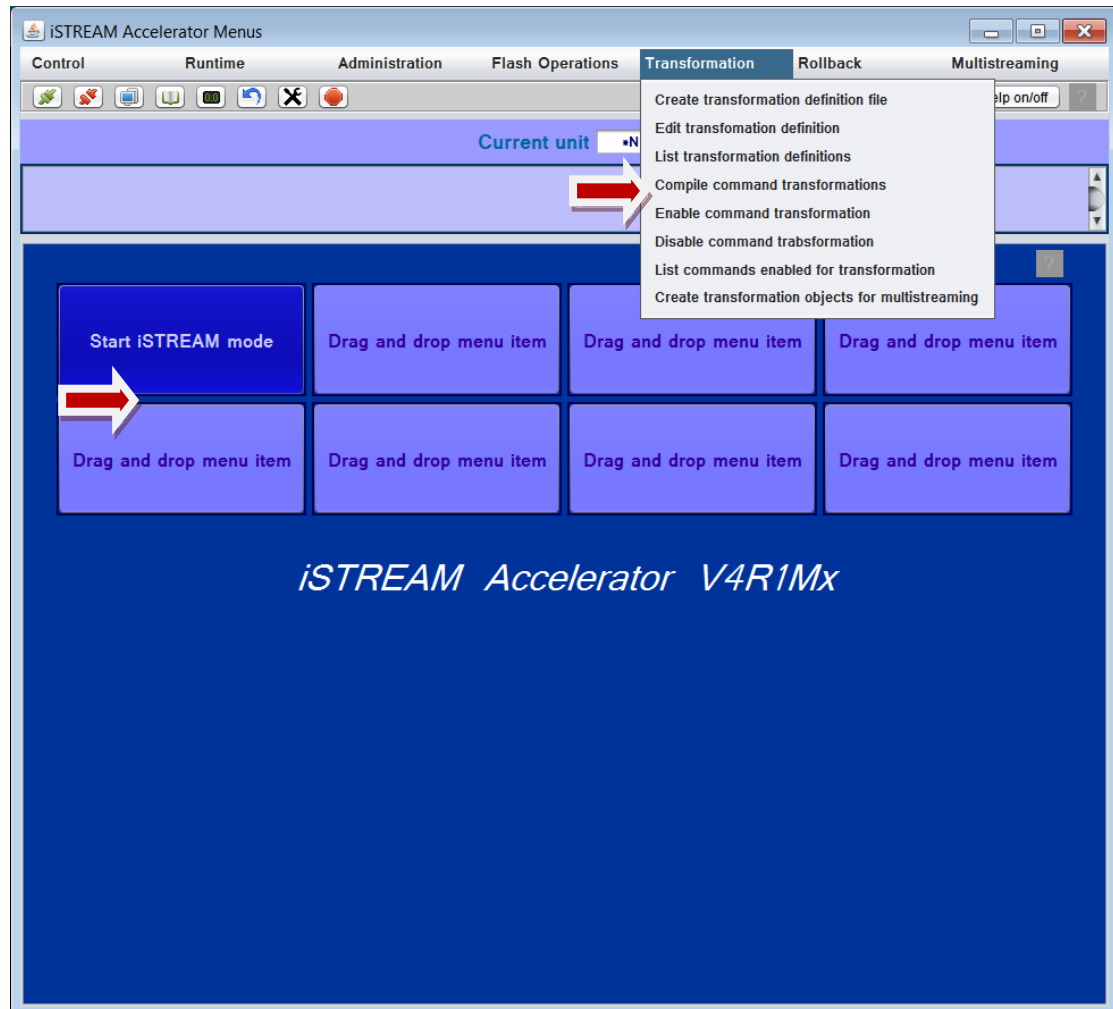 iSTREAM Accelerator Menus
Control Runtime Administration Flash Operations Transformation Rollback Multistreaming
0.0
elp on/off ?
Create transformation definition file
Edit transfomation definition
List transformation definitions
Compile command transformations
Enable command transformation
Disable command trabsformation
List commands enabled for transformation
Create transformation objects for multistreaming
Current unit *N
?
Start iSTREAM mode Drag and drop menu item Drag and drop menu item Drag and drop menu item
Drag and drop menu item Drag and drop menu item Drag and drop menu item Drag and drop menu item
iSTREAM Accelerator V4R1Mx